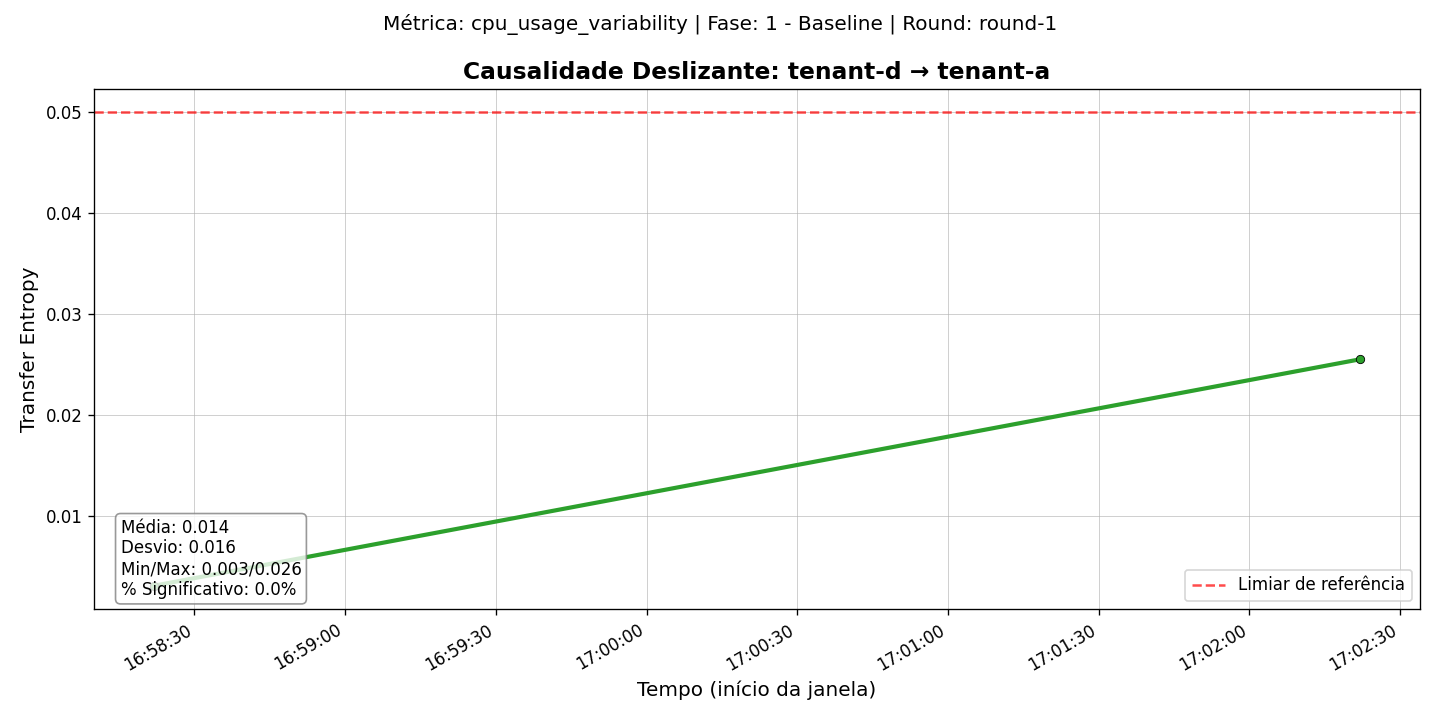 Métrica: cpu_usage_variability | Fase: 1 - Baseline | Round: round-1
Causalidade Deslizante: tenant-d → tenant-a
Transfer Entropy
0.05
0.04
0.03
0.02
0.01
Média: 0.014
Desvio: 0.016
Min/Max: 0.003/0.026
% Significativo: 0.0%
Limiar de referência
16:58:30
16:59:00
16:59:30
17:00:00
17:00:30
17:01:00
17:01:30
17:02:00
17:02:30
Tempo (início da janela)